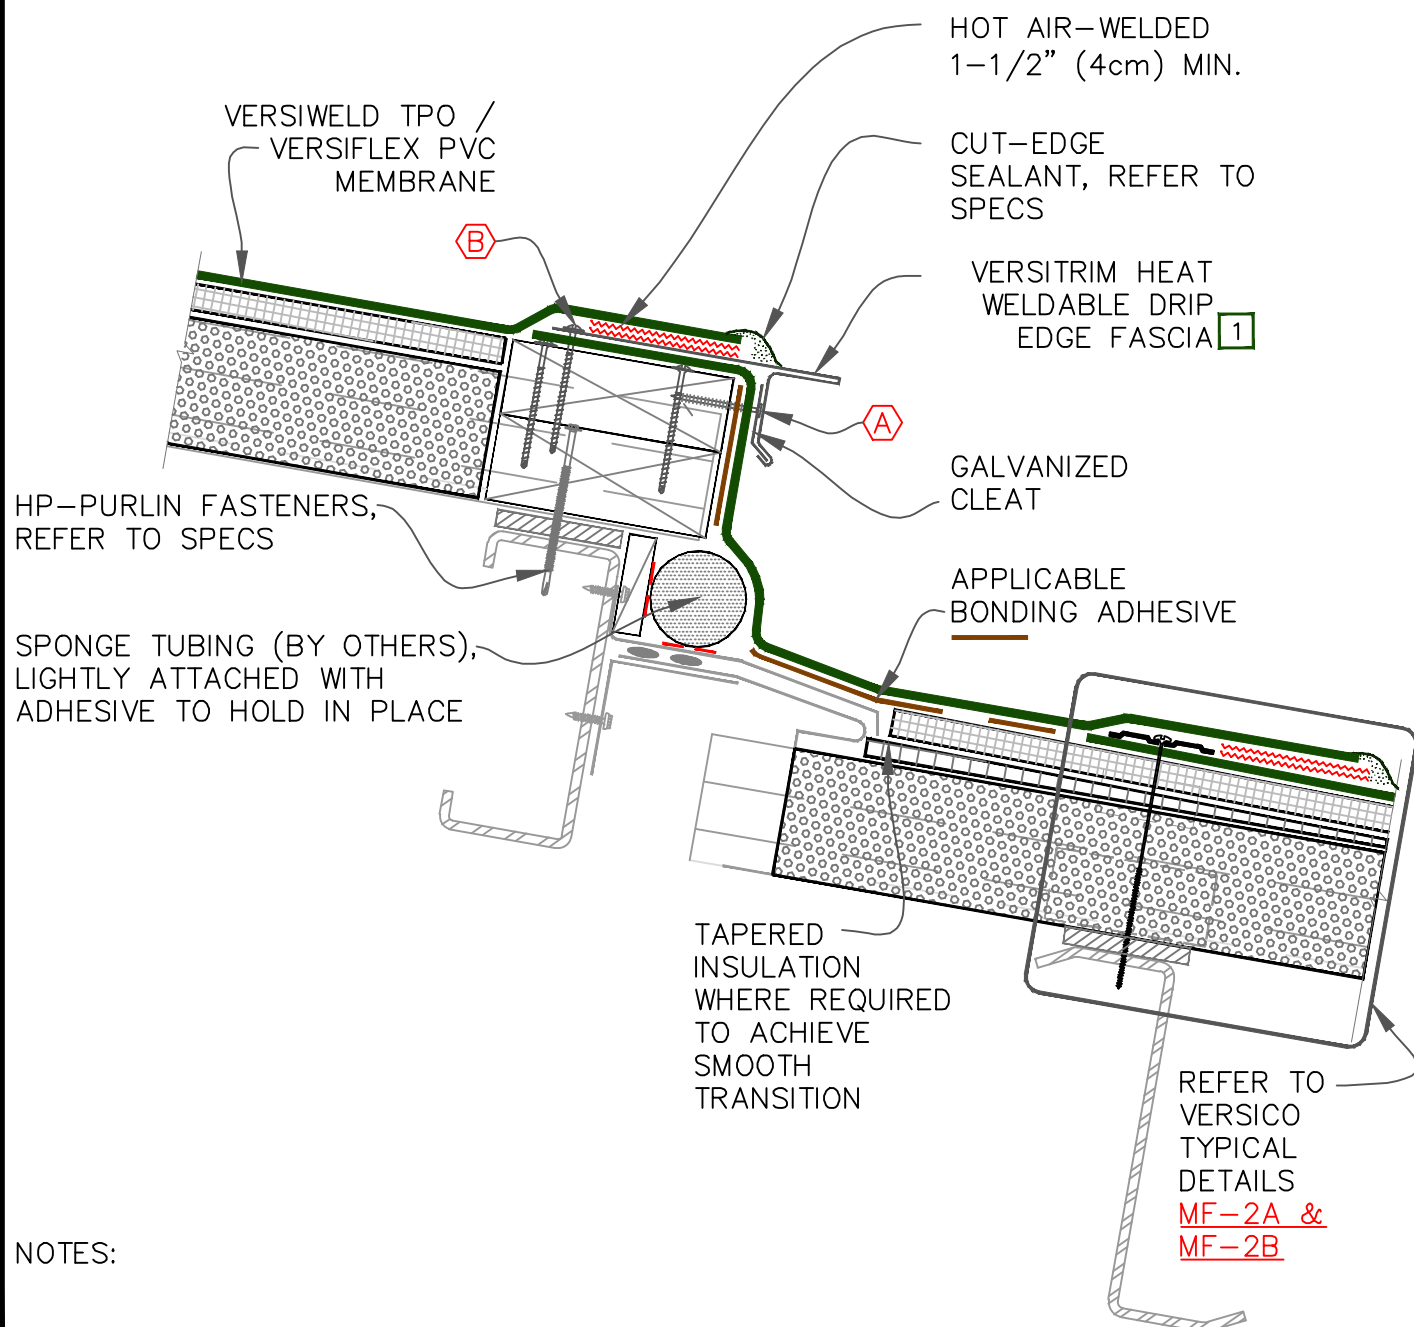 HOT AIR-WELDED
1-1/2" (4cm) MIN.
VERSIWELD TPO /
VERSIFLEX PVC
MEMBRANE
CUT-EDGE
SEALANT, REFER TO
SPECS
B
VERSITRIM HEAT
WELDABLE DRIP
EDGE FASCIA 1
A
GALVANIZED
CLEAT
HP-PURLIN FASTENERS,
REFER TO SPECS
APPLICABLE
BONDING ADHESIVE
SPONGE TUBING (BY OTHERS),
LIGHTLY ATTACHED WITH
ADHESIVE TO HOLD IN PLACE
TAPERED
INSULATION
WHERE REQUIRED
TO ACHIEVE
SMOOTH
TRANSITION
REFER TO
VERSICO
TYPICAL
DETAILS
MF-2A &
MF-2B
NOTES: